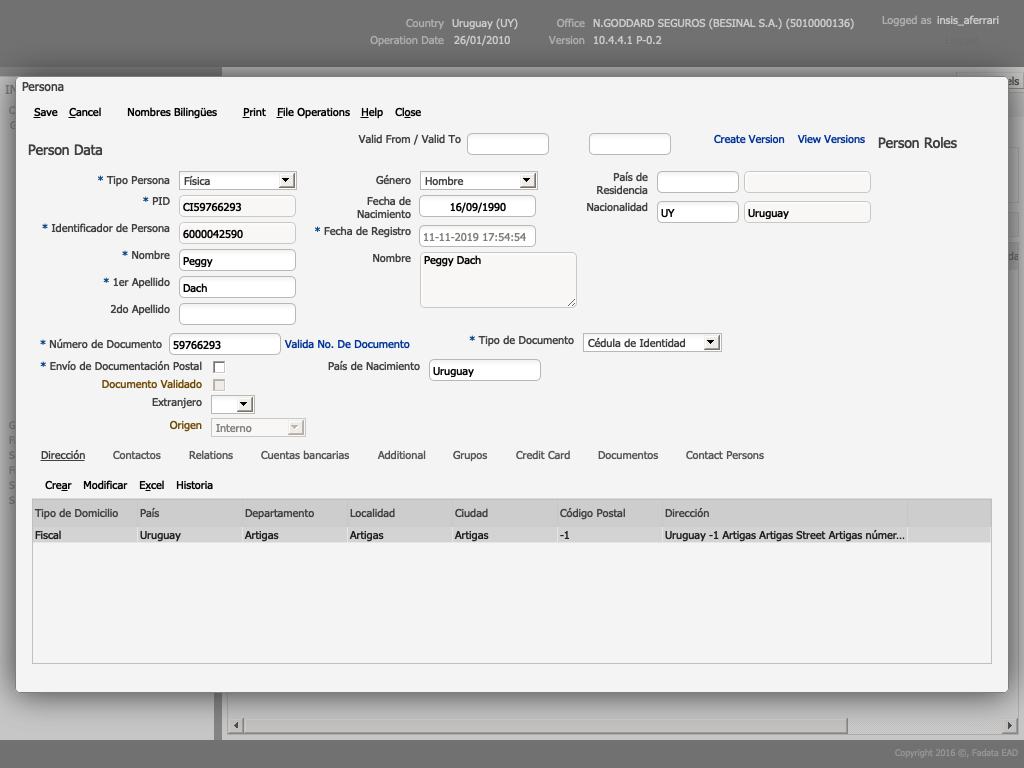 Country Uruguay (UY) Office N.GODDARD SEGUROS (BESINAL S.A.) (5010000136) Logged as insis_aferrari
Operation Date 26/01/2010 Version 10.4.4.1 P-0.2
Persona
Save Cancel Nombres Bilingües Print File Operations Help Close
Valid From / Valid To Create Version View Versions Person Roles
Person Data
* Tipo Persona Física Género Hombre País de Residencia
* PID CI59766293 Fecha de Nacimiento 16/09/1990 Nacionalidad UY Uruguay
* Identificador de Persona 6000042590 * Fecha de Registro 11-11-2019 17:54:54
* Nombre Peggy Nombre Peggy Dach
* 1er Apellido Dach
2do Apellido
* Número de Documento 59766293 Valida No. De Documento * Tipo de Documento Cédula de Identidad
* Envío de Documentación Postal País de Nacimiento Uruguay
Documento Validado
Extranjero
Origen Interno
Dirección Contactos Relations Cuentas bancarias Additional Grupos Credit Card Documentos Contact Persons
Crear Modificar Excel Historia
Tipo de Domicilio País Departamento Localidad Ciudad Código Postal Dirección
Fiscal Uruguay Artigas Artigas Artigas -1 Uruguay -1 Artigas Artigas Street Artigas númer...
Copyright 2016 ©, Fadata EAD